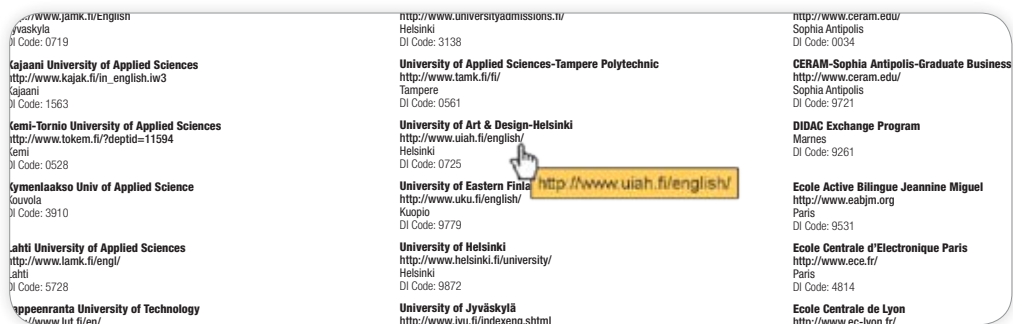 ://www.jamk.fi/English
yvaskyla
DI Code: 0719
Kajaani University of Applied Sciences
http://www.kajak.fi/in_english.iw3
Kajaani
DI Code: 1563
Kemi-Tornio University of Applied Sciences
http://www.tokem.fi/?deptid=11594
Kemi
DI Code: 0528
Kymenlaakso Univ of Applied Science
Kouvola
DI Code: 3910
Lahti University of Applied Sciences
http://www.lamk.fi/engl/
Lahti
DI Code: 5728
appeenranta University of Technology
://www.lut.fi/en/
http://www.universityadmissions.fi/
Helsinki
DI Code: 3138
University of Applied Sciences-Tampere Polytechnic
http://www.tamk.fi/fi/
Tampere
DI Code: 0561
University of Art & Design-Helsinki
http://www.uiah.fi/english/
Helsinki
DI Code: 0725
University of Eastern Finla
http://www.uku.fi/english/
Kuopio
DI Code: 9779
http://www.uiah.fi/english/
University of Helsinki
http://www.helsinki.fi/university/
Helsinki
DI Code: 9872
University of Jyväskylä
http://www.jyu.fi/indexeng.shtml
http://www.ceram.edu/
Sophia Antipolis
DI Code: 0034
CERAM-Sophia Antipolis-Graduate Business
http://www.ceram.edu/
Sophia Antipolis
DI Code: 9721
DIDAC Exchange Program
Marnes
DI Code: 9261
Ecole Active Bilingue Jeannine Miguel
http://www.eabjm.org
Paris
DI Code: 9531
Ecole Centrale d'Electronique Paris
http://www.ece.fr/
Paris
DI Code: 4814
Ecole Centrale de Lyon
http://www.ec-lyon.fr/